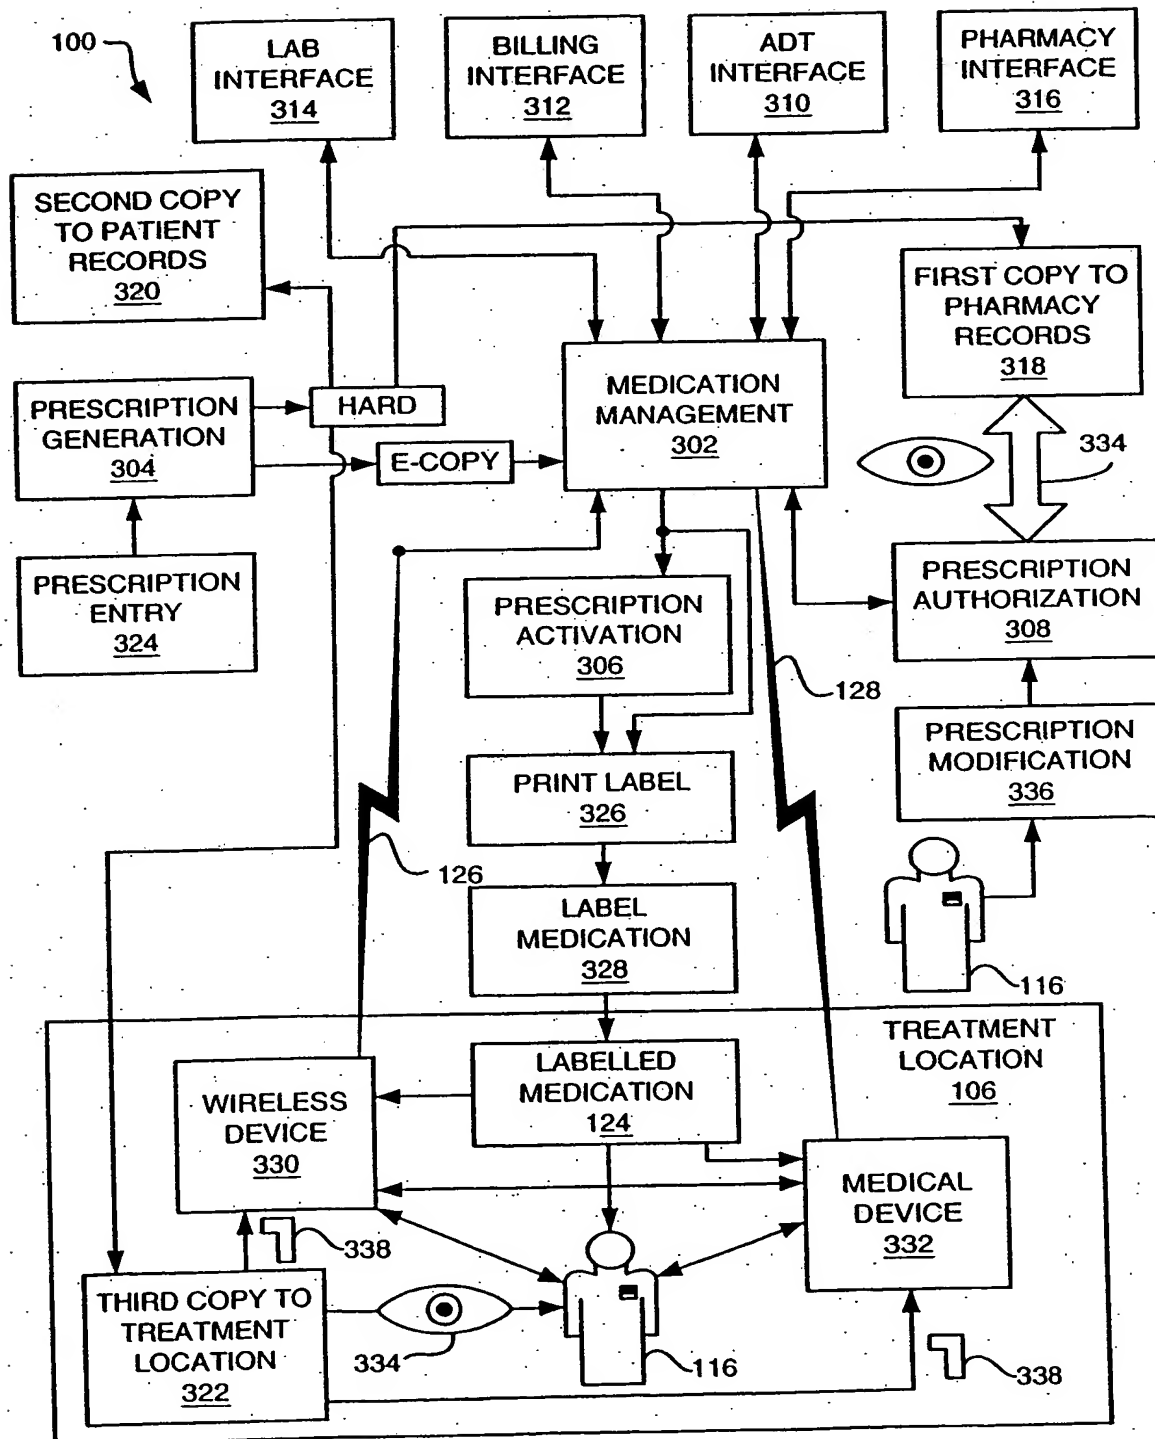 100
LAB
INTERFACE
314
BILLING
INTERFACE
312
ADT
INTERFACE
310
PHARMACY
INTERFACE
316
SECOND COPY
TO PATIENT
RECORDS
320
FIRST COPY TO
PHARMACY
RECORDS
318
PRESCRIPTION
GENERATION
304
HARD
E-COPY
MEDICATION
MANAGEMENT
302
334
PRESCRIPTION
ENTRY
324
PRESCRIPTION
ACTIVATION
306
PRESCRIPTION
AUTHORIZATION
308
128
PRINT LABEL
326
PRESCRIPTION
MODIFICATION
336
126
LABEL
MEDICATION
328
116
TREATMENT
LOCATION
106
WIRELESS
DEVICE
330
LABELLED
MEDICATION
124
MEDICAL
DEVICE
332
338
THIRD COPY TO
TREATMENT
LOCATION
322
334
116
338